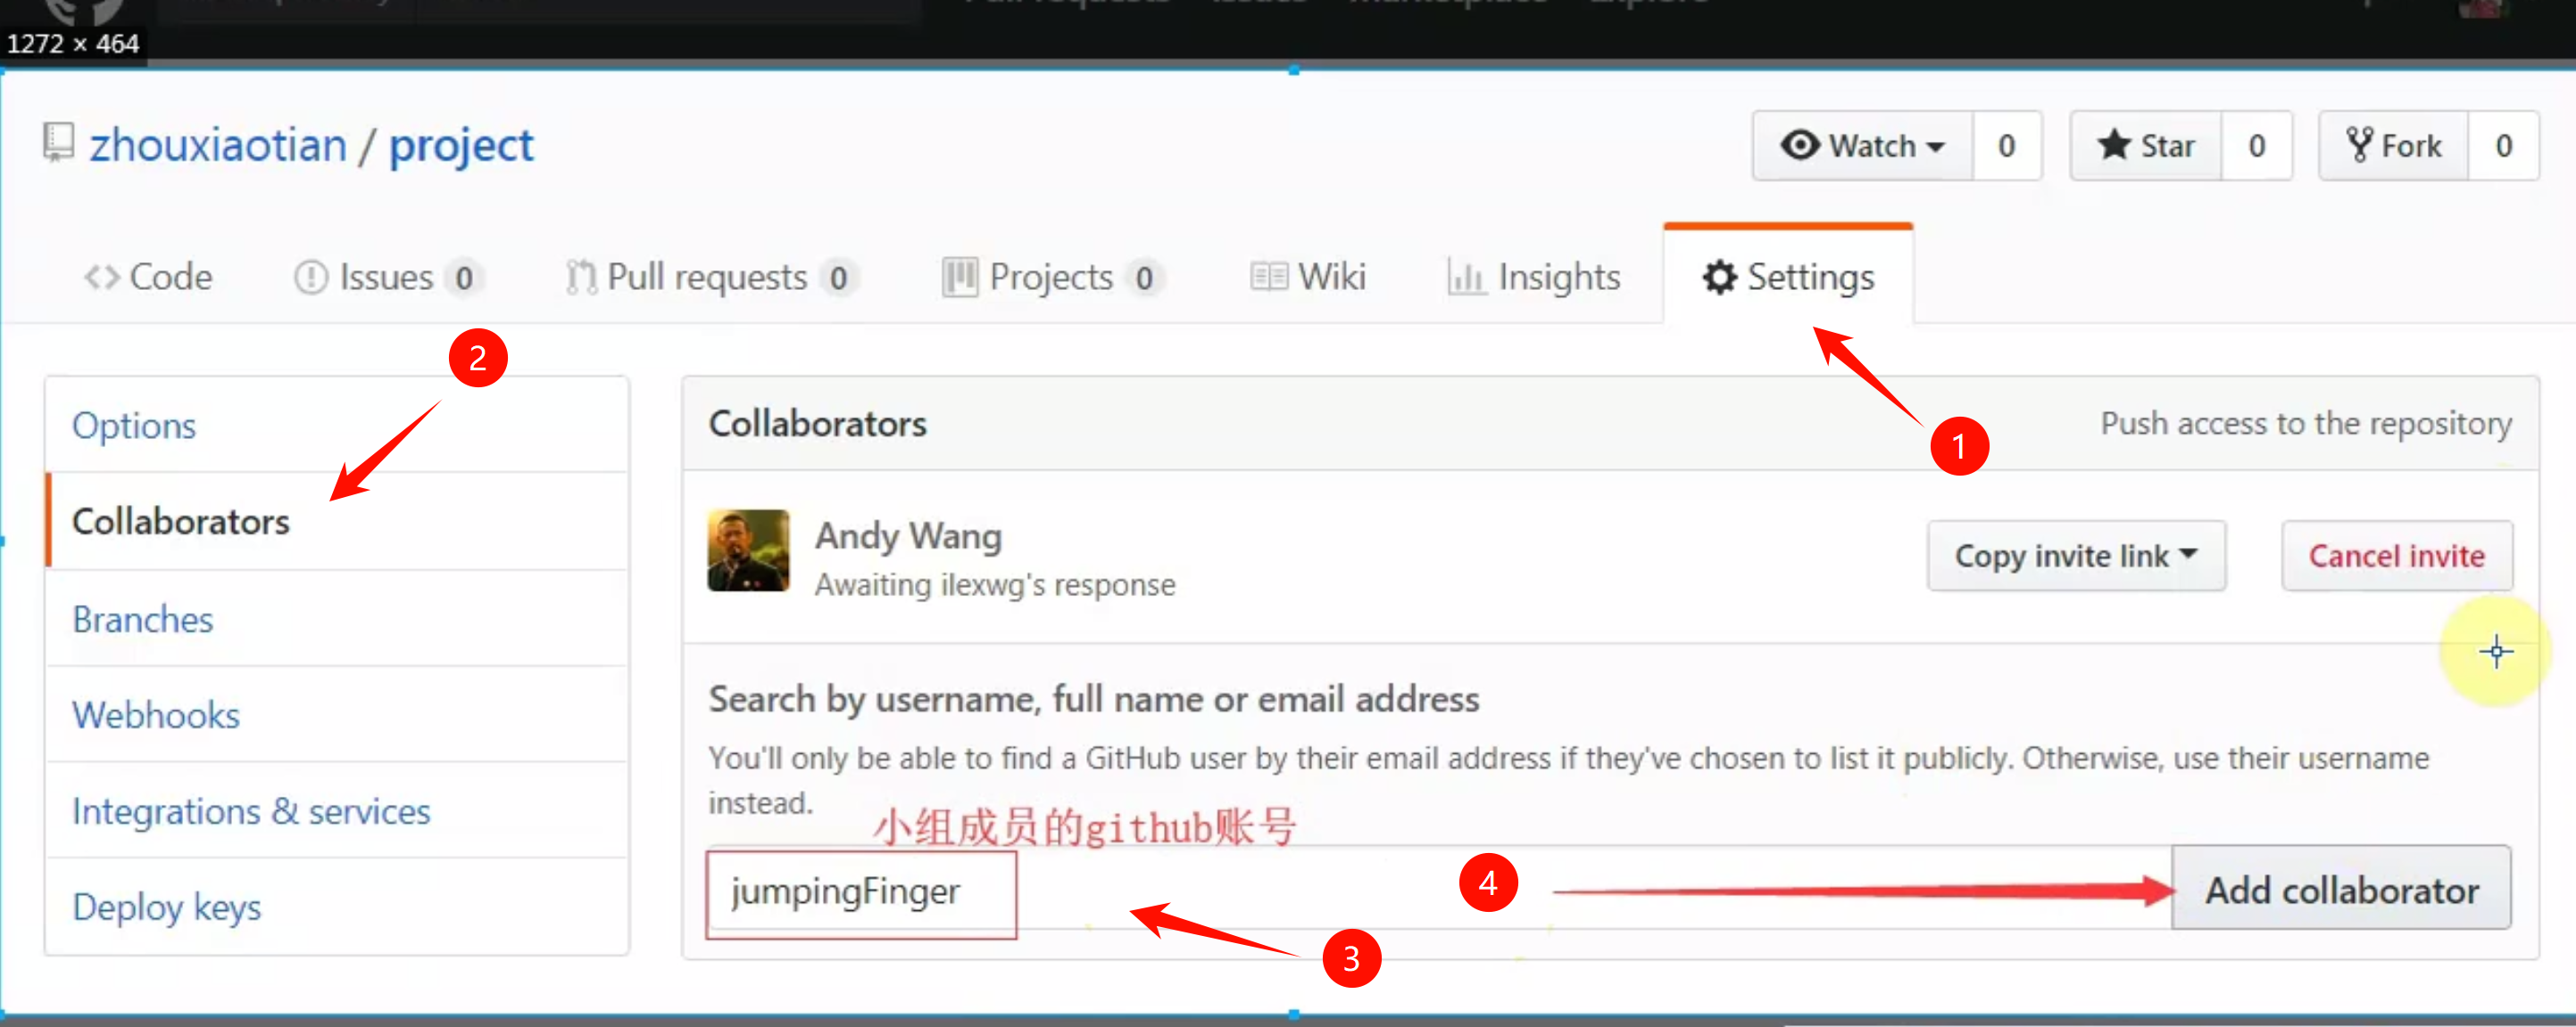 1272 × 464
zhouxiaotian / project
Watch 0
Star 0
Fork 0
Code
Issues 0
Pull requests 0
Projects 0
Wiki
Insights
Settings
2
1
Options
Collaborators
Branches
Webhooks
Integrations & services
Deploy keys
Collaborators
Push access to the repository
Andy Wang
Awaiting ilexwg's response
Copy invite link
Cancel invite
Search by username, full name or email address
You'll only be able to find a GitHub user by their email address if they've chosen to list it publicly. Otherwise, use their username
instead.
小组成员的github账号
jumpingFinger
4
Add collaborator
3